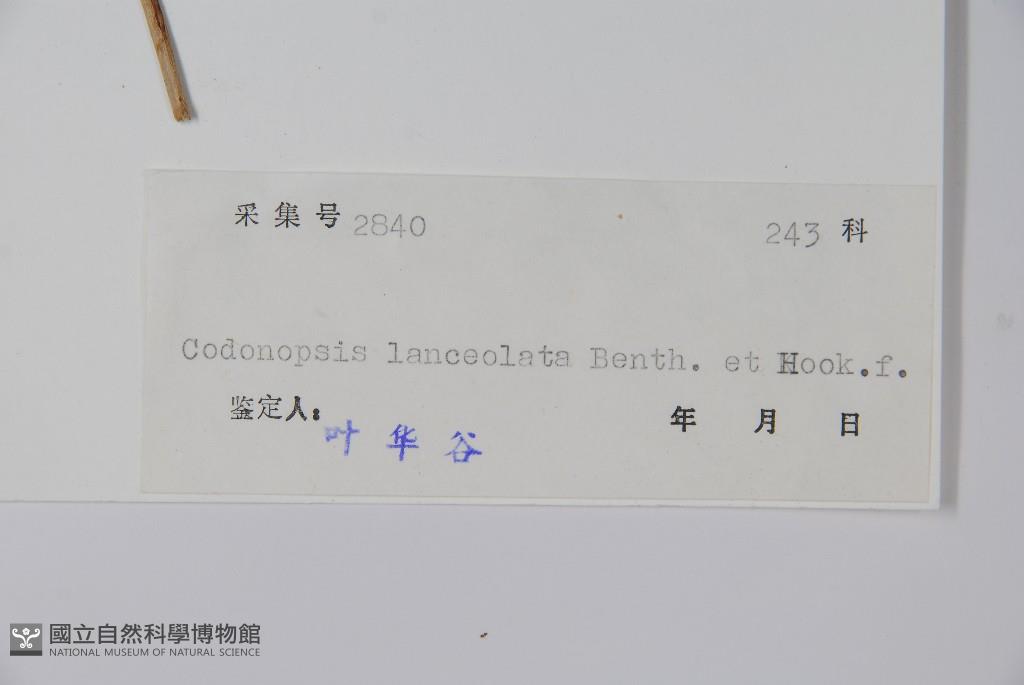 采集号 2840 243 科
Codonopsis lanceolata Benth. et Hook.f.
鉴定人: 叶华谷 年 月 日
國立自然科學博物館
NATIONAL MUSEUM OF NATURAL SCIENCE